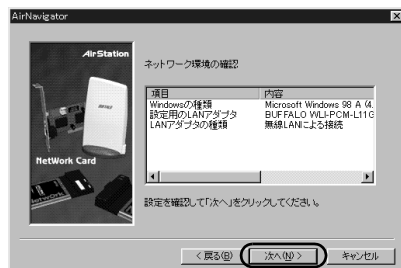 AirNavigator
AirStation
NetWork Card
ネットワーク環境の確認
項目 内容
Windowsの種類 Microsoft Windows 98 A (4.
設定用のLANアダプタ BUFFALO WLI-PCM-L11G
LANアダプタの種類 無線LANによる接続
設定を確認して「次へ」をクリックしてください。
< 戻る(B) 次へ(N) > キャンセル